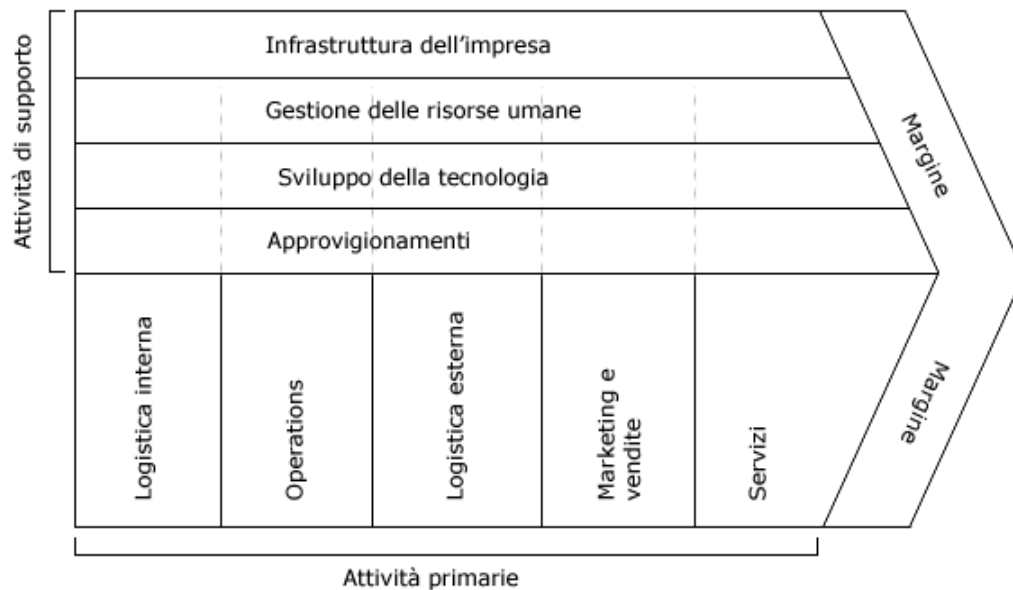 Attività di supporto
Infrastruttura dell’impresa
Gestione delle risorse umane
Sviluppo della tecnologia
Approvigionamenti
Margine
Logistica interna
Operations
Logistica esterna
Marketing e
vendite
Servizi
Margine
Attività primarie